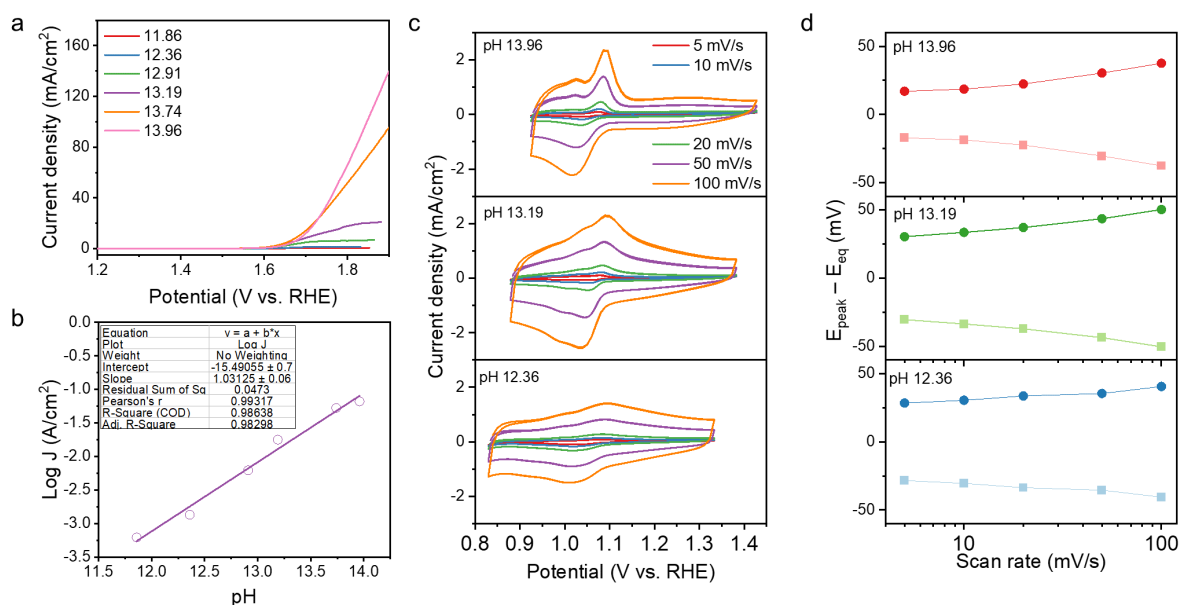 a
11.86
12.36
12.91
13.19
13.74
13.96
160
120
80
40
0
1.2
1.4
1.6
1.8
Current density (mA/cm²)
Potential (V vs. RHE)
b
Equation y = a + b*x
Plot Log J
Weight No Weighting
Intercept -15.49055 ± 0.7
Slope 1.03125 ± 0.06
Residual Sum of Sq 0.0473
Pearson's r 0.99317
R-Square (COD) 0.98638
Adj. R-Square 0.98298
0.0
-0.5
-1.0
-1.5
-2.0
-2.5
-3.0
-3.5
11.5
12.0
12.5
13.0
13.5
14.0
14.5
Log J (A/cm²)
pH
c
pH 13.96
5 mV/s
10 mV/s
20 mV/s
50 mV/s
100 mV/s
2
0
-2
pH 13.19
2
0
-2
pH 12.36
2
0
-2
0.8
0.9
1.0
1.1
1.2
1.3
1.4
Current density (mA/cm²)
Potential (V vs. RHE)
d
pH 13.96
50
0
-50
pH 13.19
50
0
-50
pH 12.36
50
0
-50
10
100
E_peak − E_eq (mV)
Scan rate (mV/s)